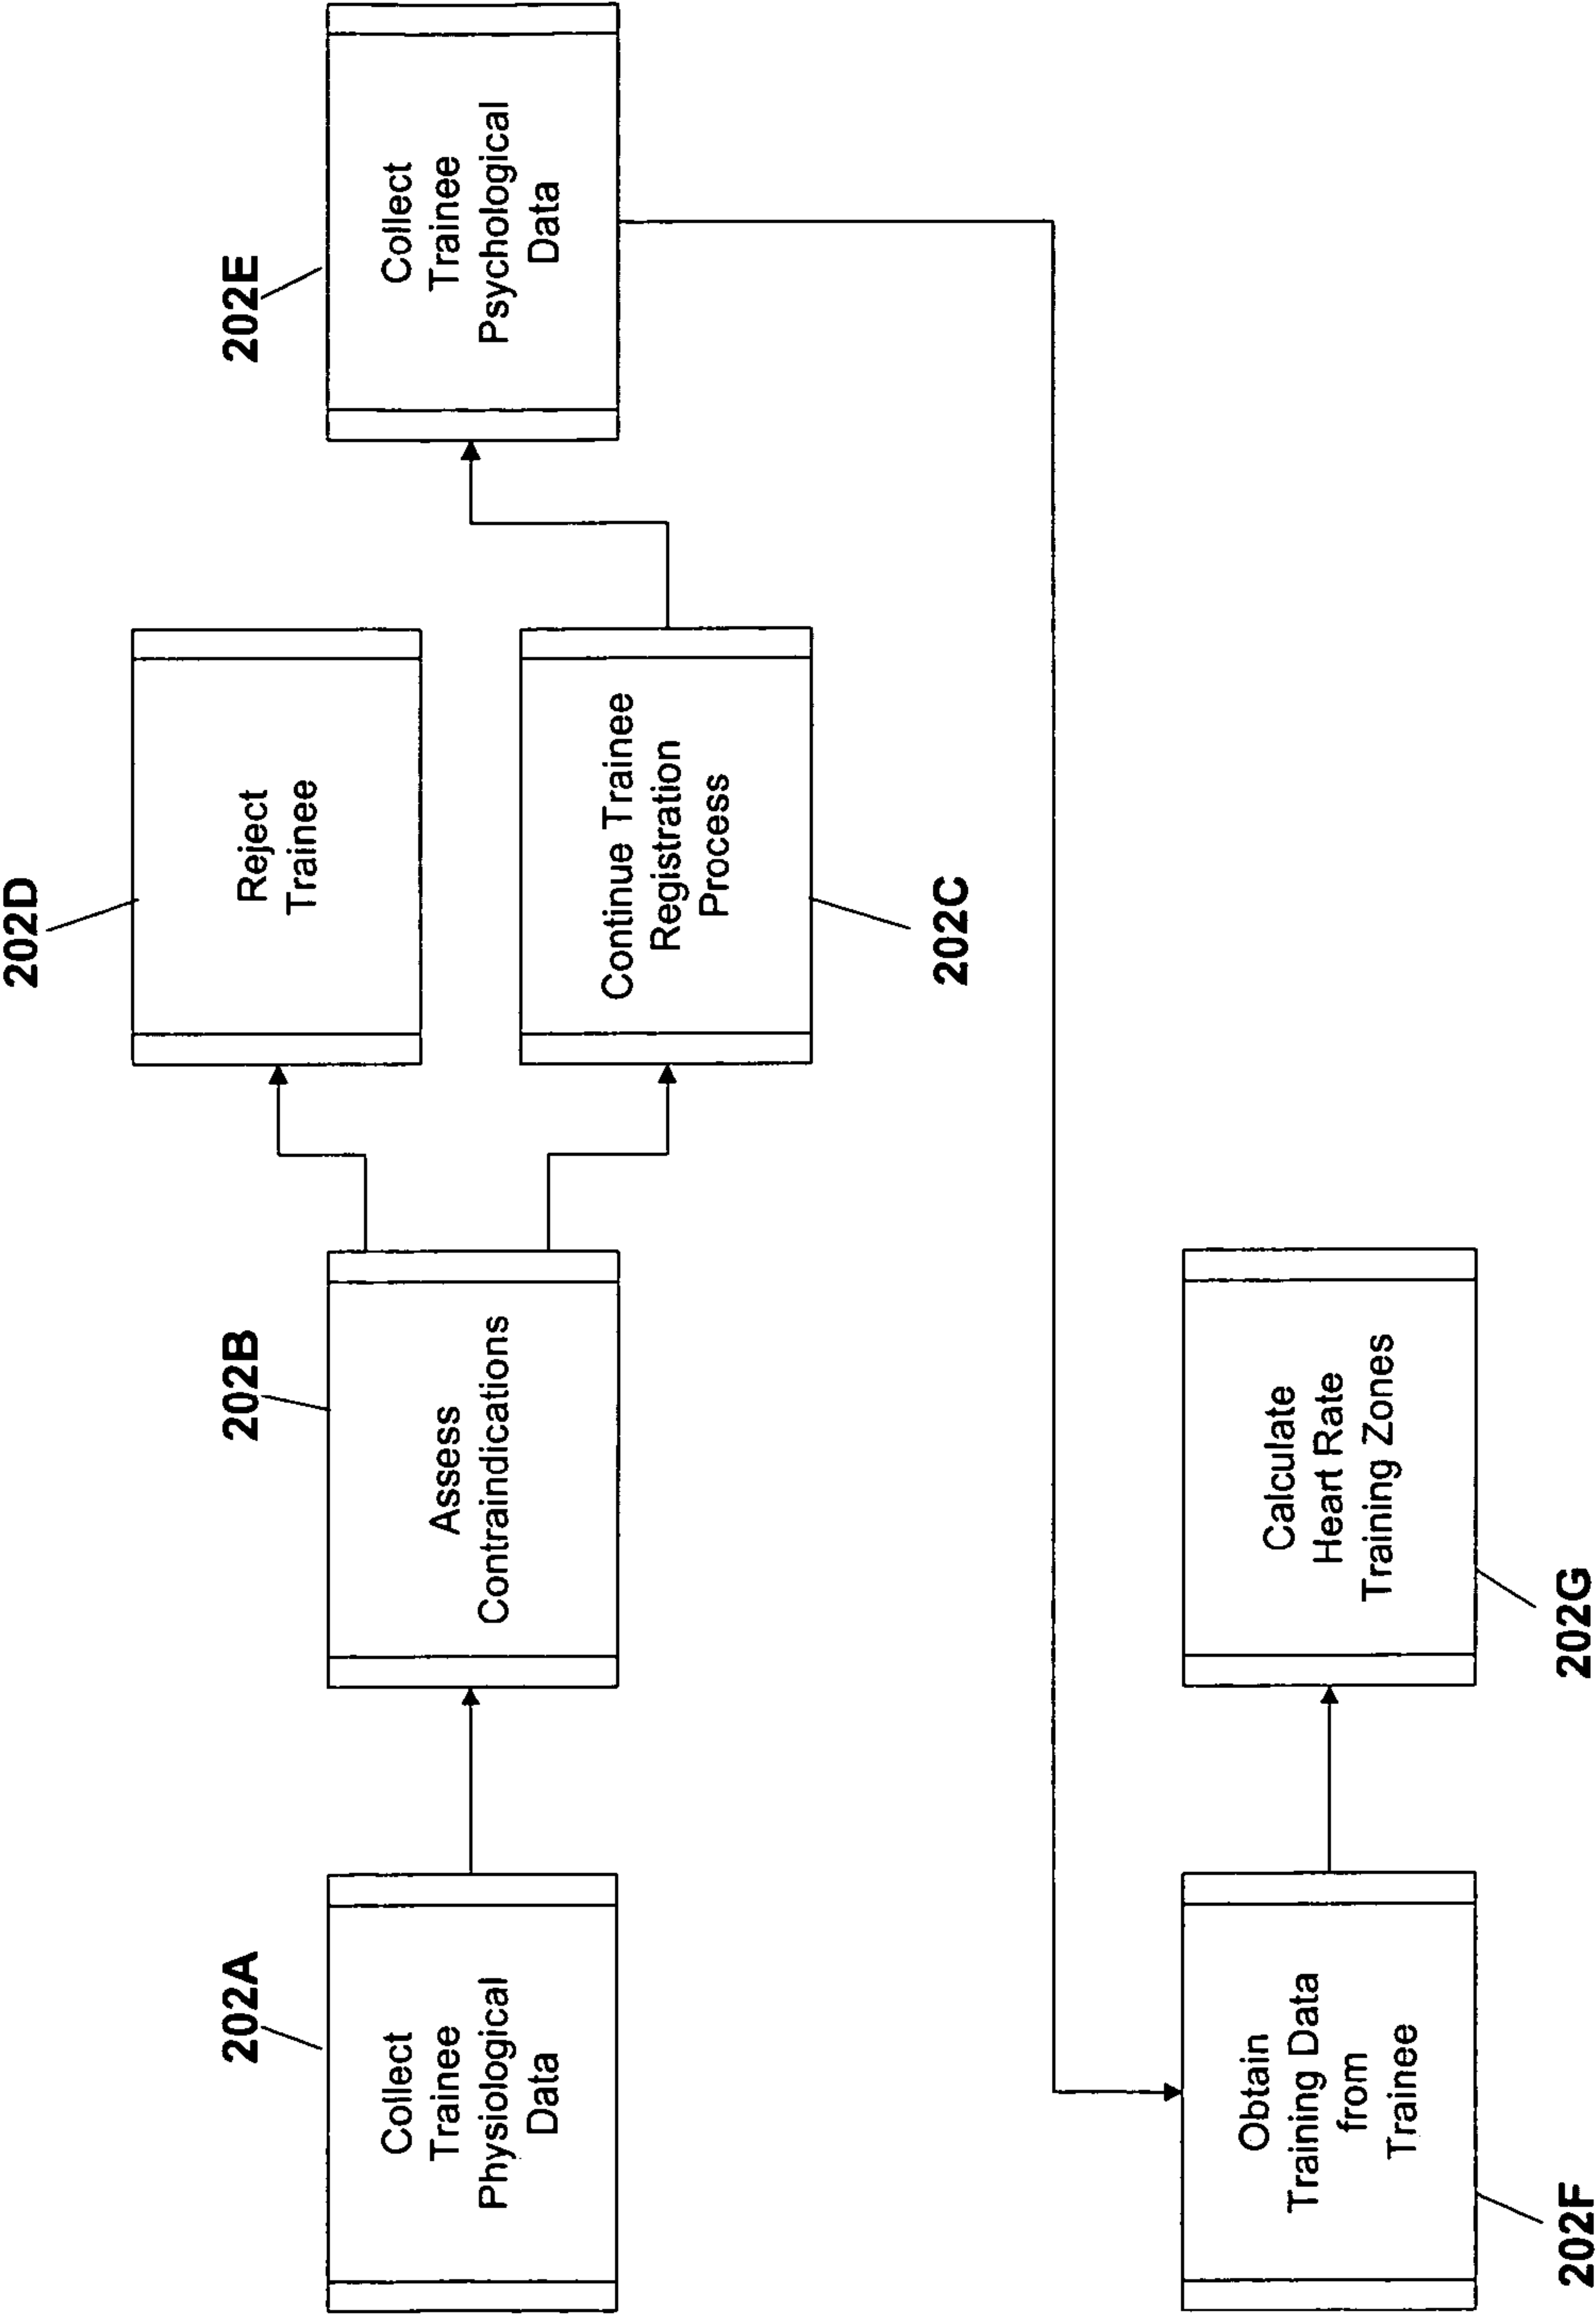 202A
Collect
Trainee
Physiological
Data
202B
Assess
Contraindications
202D
Reject
Trainee
Continue Trainee
Registration
Process
202C
202E
Collect
Trainee
Psychological
Data
Obtain
Training Data
from
Trainee
202F
Calculate
Heart Rate
Training Zones
202G